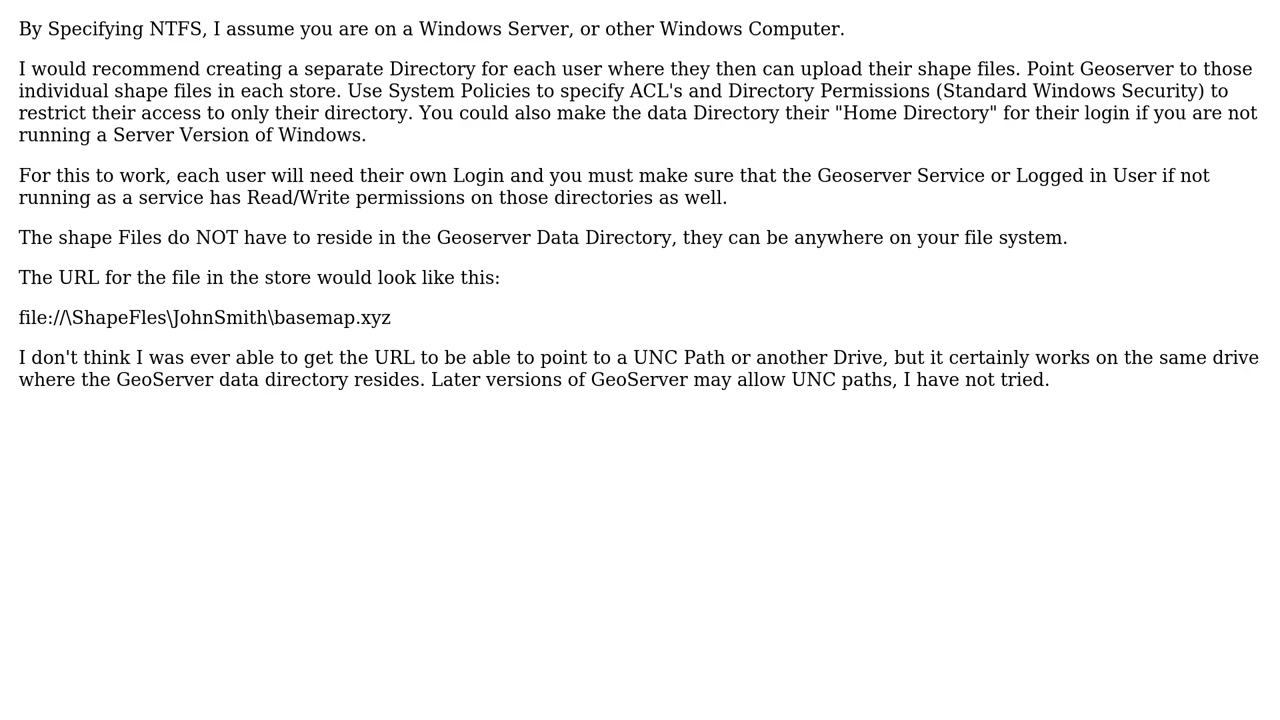 By Specifying NTFS, I assume you are on a Windows Server, or other Windows Computer.
I would recommend creating a separate Directory for each user where they then can upload their shape files. Point Geoserver to those
individual shape files in each store. Use System Policies to specify ACL's and Directory Permissions (Standard Windows Security) to
restrict their access to only their directory. You could also make the data Directory their "Home Directory" for their login if you are not
running a Server Version of Windows.
For this to work, each user will need their own Login and you must make sure that the Geoserver Service or Logged in User if not
running as a service has Read/Write permissions on those directories as well.
The shape Files do NOT have to reside in the Geoserver Data Directory, they can be anywhere on your file system.
The URL for the file in the store would look like this:
file://\ShapeFles\JohnSmith\basemap.xyz
I don't think I was ever able to get the URL to be able to point to a UNC Path or another Drive, but it certainly works on the same drive
where the GeoServer data directory resides. Later versions of GeoServer may allow UNC paths, I have not tried.